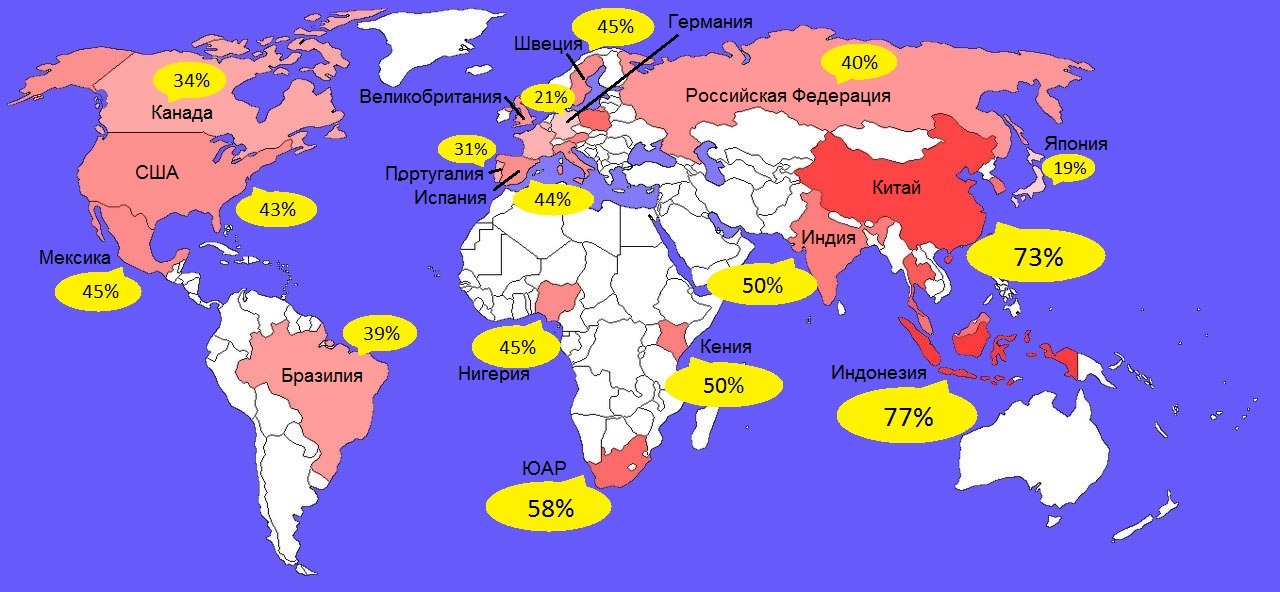 45%
Германия
Швеция
34%
Канада
Великобритания
21%
40%
Российская Федерация
31%
Португалия
Испания
44%
Япония
19%
США
43%
Китай
73%
Индия
50%
Мексика
45%
39%
Бразилия
45%
Нигерия
Кения
50%
Индонезия
77%
ЮАР
58%